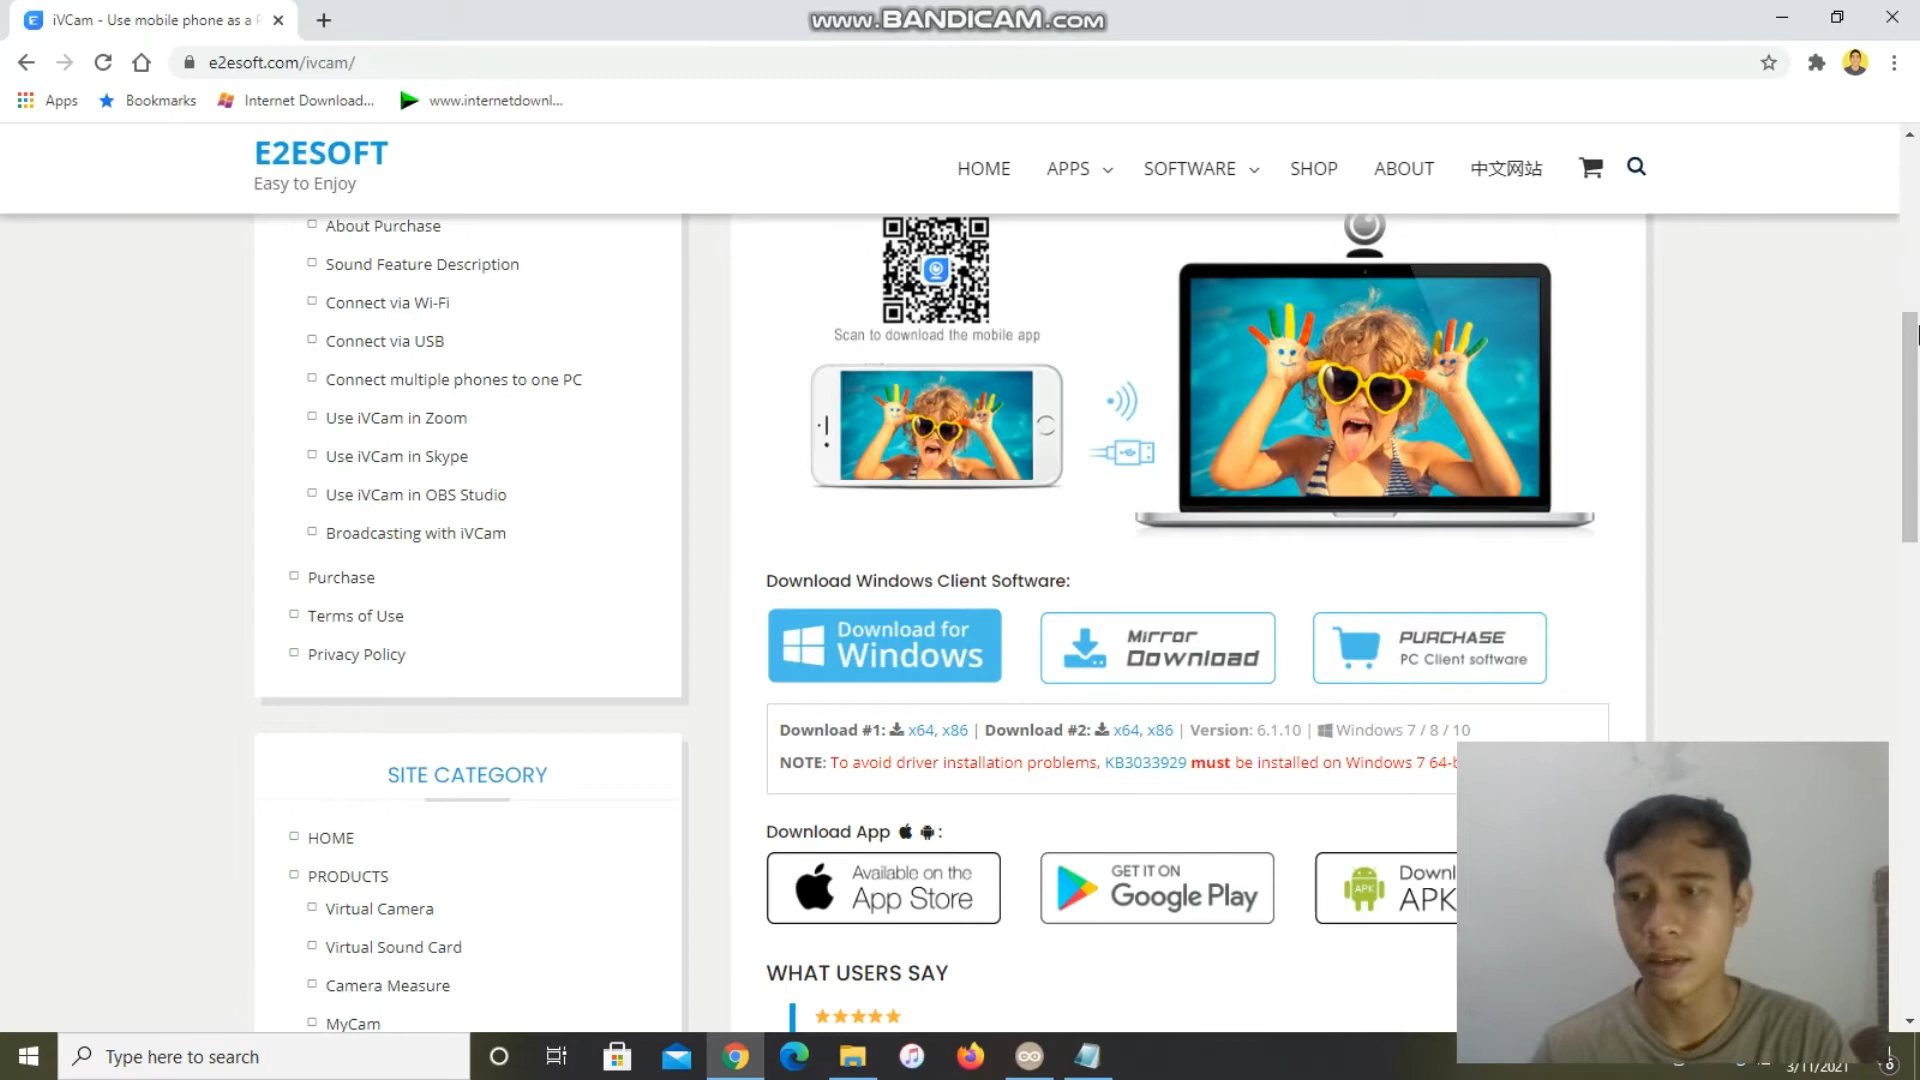 iVCam - Use mobile phone as a P
www.BANDICAM.com
e2esoft.com/ivcam/
Apps
Bookmarks
Internet Download...
www.internetdownl...
E2ESOFT
Easy to Enjoy
HOME
APPS
SOFTWARE
SHOP
ABOUT
中文网站
About Purchase
Sound Feature Description
Connect via Wi-Fi
Connect via USB
Connect multiple phones to one PC
Use iVCam in Zoom
Use iVCam in Skype
Use iVCam in OBS Studio
Broadcasting with iVCam
Purchase
Terms of Use
Privacy Policy
SITE CATEGORY
HOME
PRODUCTS
Virtual Camera
Virtual Sound Card
Camera Measure
MyCam
Scan to download the mobile app
Download Windows Client Software:
Download for
Windows
Mirror
Download
PURCHASE
PC Client software
Download #1: x64, x86 | Download #2: x64, x86 | Version: 6.1.10 | Windows 7 / 8 / 10
NOTE: To avoid driver installation problems, KB3033929 must be installed on Windows 7 64-b
Download App :
Available on the
App Store
GET IT ON
Google Play
APK
Downl
APK
WHAT USERS SAY
Type here to search
3/11/2021